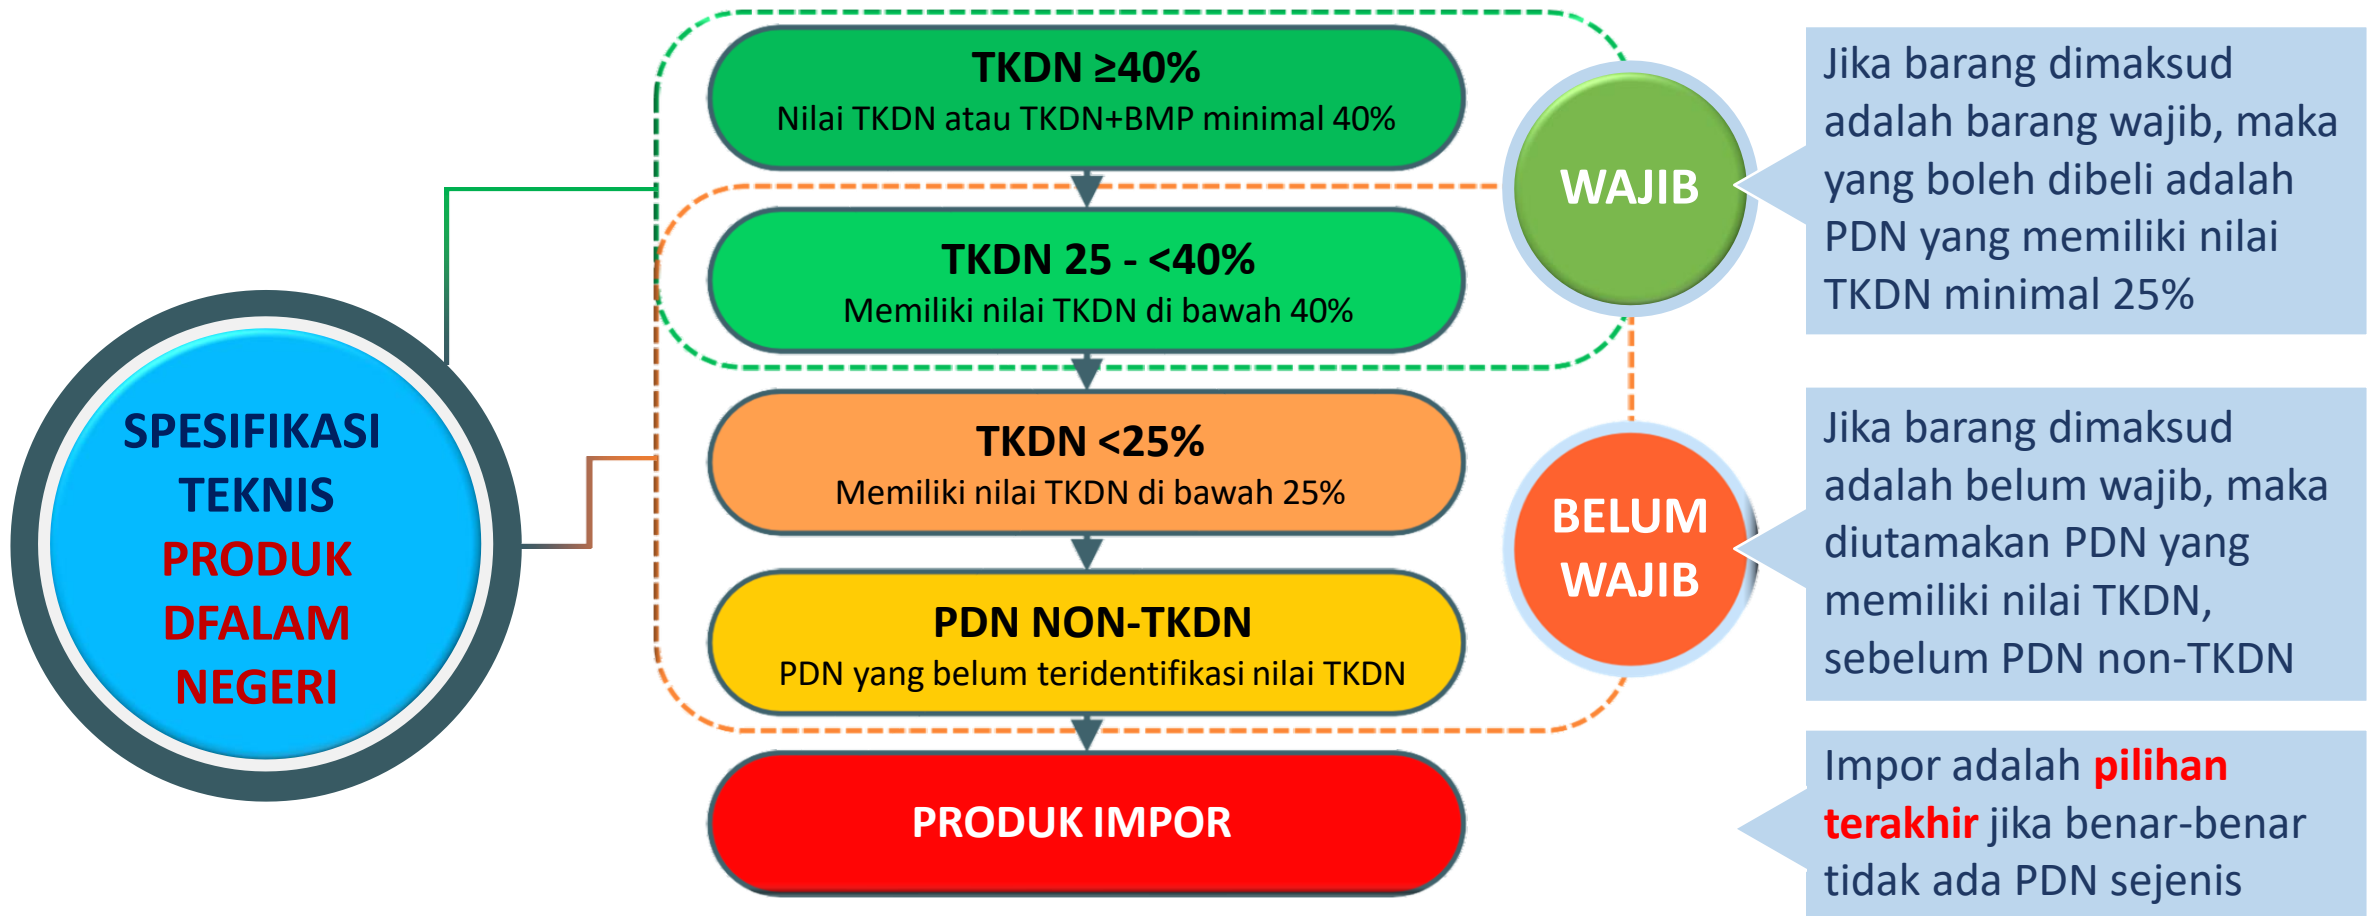 SPESIFIKASI
TEKNIS
PRODUK
DFALAM
NEGERI
TKDN ≥40%
Nilai TKDN atau TKDN+BMP minimal 40%
TKDN 25 - <40%
Memiliki nilai TKDN di bawah 40%
TKDN <25%
Memiliki nilai TKDN di bawah 25%
PDN NON-TKDN
PDN yang belum teridentifikasi nilai TKDN
PRODUK IMPOR
WAJIB
Jika barang dimaksud
adalah barang wajib, maka
yang boleh dibeli adalah
PDN yang memiliki nilai
TKDN minimal 25%
BELUM
WAJIB
Jika barang dimaksud
adalah belum wajib, maka
diutamakan PDN yang
memiliki nilai TKDN,
sebelum PDN non-TKDN
Impor adalah pilihan
terakhir jika benar-benar
tidak ada PDN sejenis